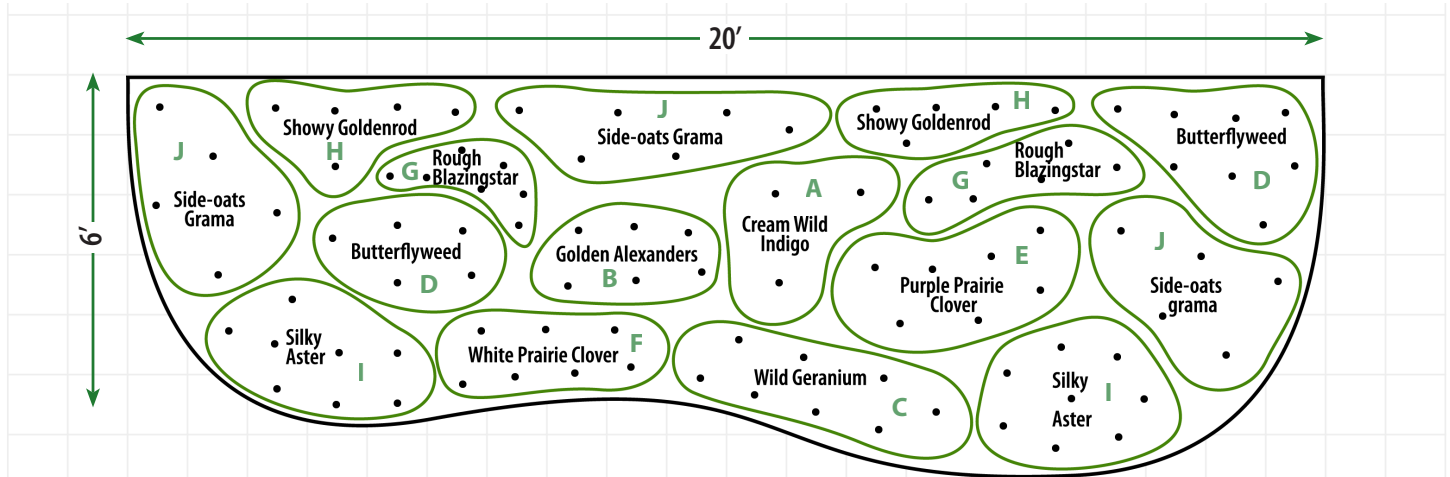 20′
6′
J
Side-oats
Grama
Showy Goldenrod
H
G
Rough
Blazingstar
J
Side-oats Grama
H
Showy Goldenrod
Rough
Blazingstar
G
Butterflyweed
D
Butterflyweed
D
Golden Alexanders
B
A
Cream Wild
Indigo
E
Purple Prairie
Clover
J
Side-oats
grama
Silky
Aster
I
White Prairie Clover
F
Wild Geranium
C
Silky
Aster
I